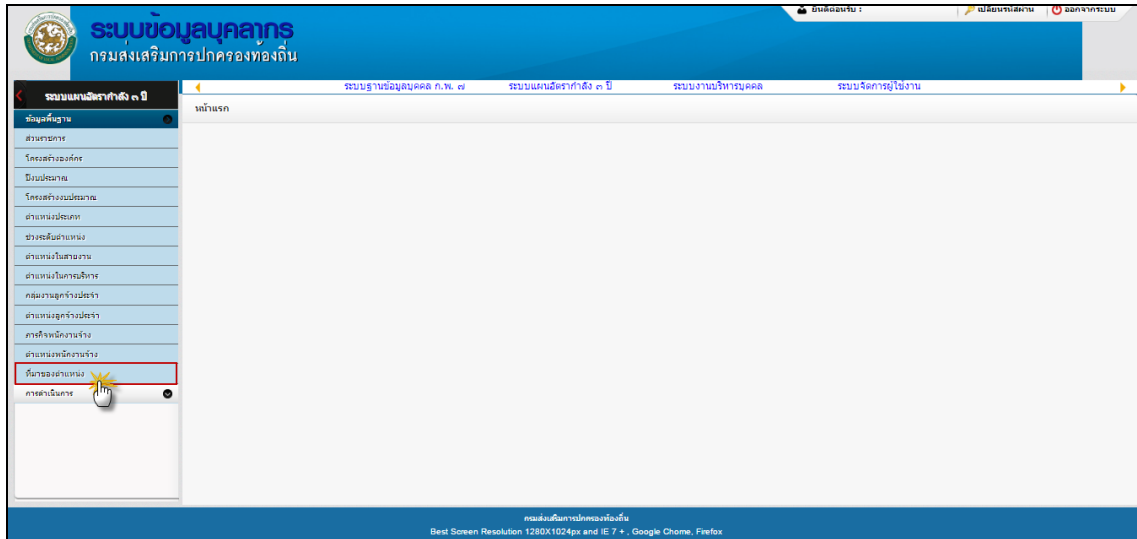 ยินดีต้อนรับ :
เปลี่ยนรหัสผ่าน
ออกจากระบบ
ระบบข้อมูลบุคลากร
กรมส่งเสริมการปกครองท้องถิ่น
ระบบฐานข้อมูลบุคคล ก.พ. ๗
ระบบแผนอัตรากำลัง ๓ ปี
ระบบงานบริหารบุคคล
ระบบจัดการผู้ใช้งาน
ระบบแผนอัตรากำลัง ๓ ปี
หน้าแรก
ข้อมูลพื้นฐาน
ส่วนราชการ
โครงสร้างองค์กร
ปีงบประมาณ
โครงสร้างงบประมาณ
ตำแหน่งประเภท
ช่วงระดับตำแหน่ง
ตำแหน่งในสายงาน
ตำแหน่งในการบริหาร
กลุ่มงานลูกจ้างประจำ
ตำแหน่งลูกจ้างประจำ
ภารกิจพนักงานจ้าง
ตำแหน่งพนักงานจ้าง
ที่มาของตำแหน่ง
การดำเนินการ
กรมส่งเสริมการปกครองท้องถิ่น
Best Screen Resolution 1280X1024px and IE 7 + , Google Chome, Firefox